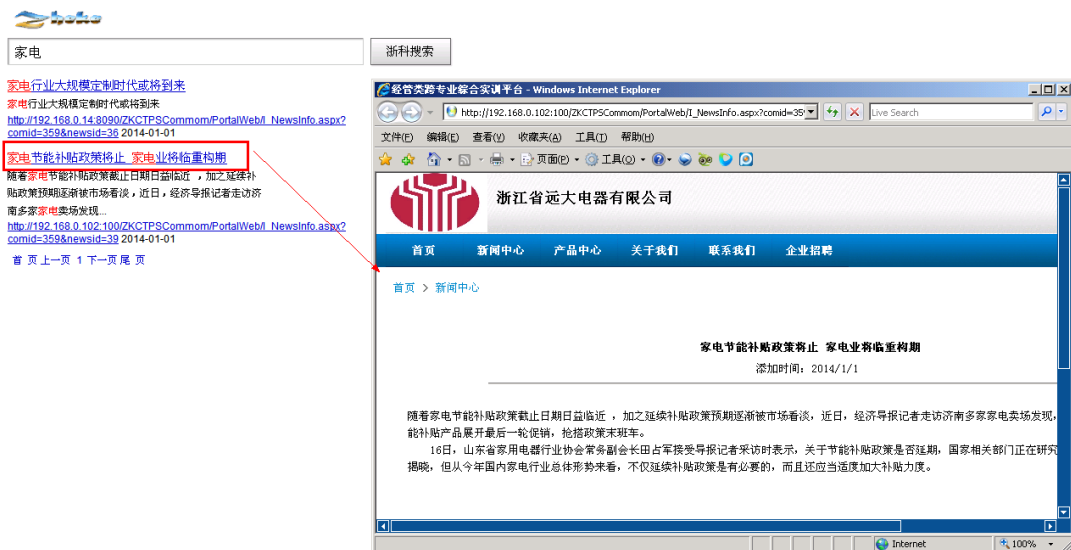 Zheke
家电
浙科搜索
家电行业大规模定制时代或将到来
家电行业大规模定制时代或将到来
http://192.168.0.14:8090/ZKCTPSCommom/PortalWeb/I_NewsInfo.aspx?
comid=359&newsid=36 2014-01-01
家电节能补贴政策将止 家电业将临重构期
随着家电节能补贴政策截止日期日益临近 ，加之延续补
贴政策预期逐渐被市场看淡，近日，经济导报记者走访济
南多家家电卖场发现...
http://192.168.0.102:100/ZKCTPSCommom/PortalWeb/I_NewsInfo.aspx?
comid=359&newsid=39 2014-01-01
首 页 上一页 1 下一页 尾 页
经管类跨专业综合实训平台 - Windows Internet Explorer
http://192.168.0.102:100/ZKCTPSCommom/PortalWeb/I_NewsInfo.aspx?comid=35
Live Search
文件(F) 编辑(E) 查看(V) 收藏夹(A) 工具(T) 帮助(H)
页面(P) 工具(O)
浙江省远大电器有限公司
首页 新闻中心 产品中心 关于我们 联系我们 企业招聘
首页 > 新闻中心
家电节能补贴政策将止 家电业将临重构期
添加时间：2014/1/1
随着家电节能补贴政策截止日期日益临近 ，加之延续补贴政策预期逐渐被市场看淡，近日，经济导报记者走访济南多家家电卖场发现，
能补贴产品展开最后一轮促销，抢搭政策末班车。
16日，山东省家用电器行业协会常务副会长田占军接受导报记者采访时表示，关于节能补贴政策是否延期，国家相关部门正在研究
揭晓，但从今年国内家电行业总体形势来看，不仅延续补贴政策是有必要的，而且还应当适度加大补贴力度。
Internet
100%